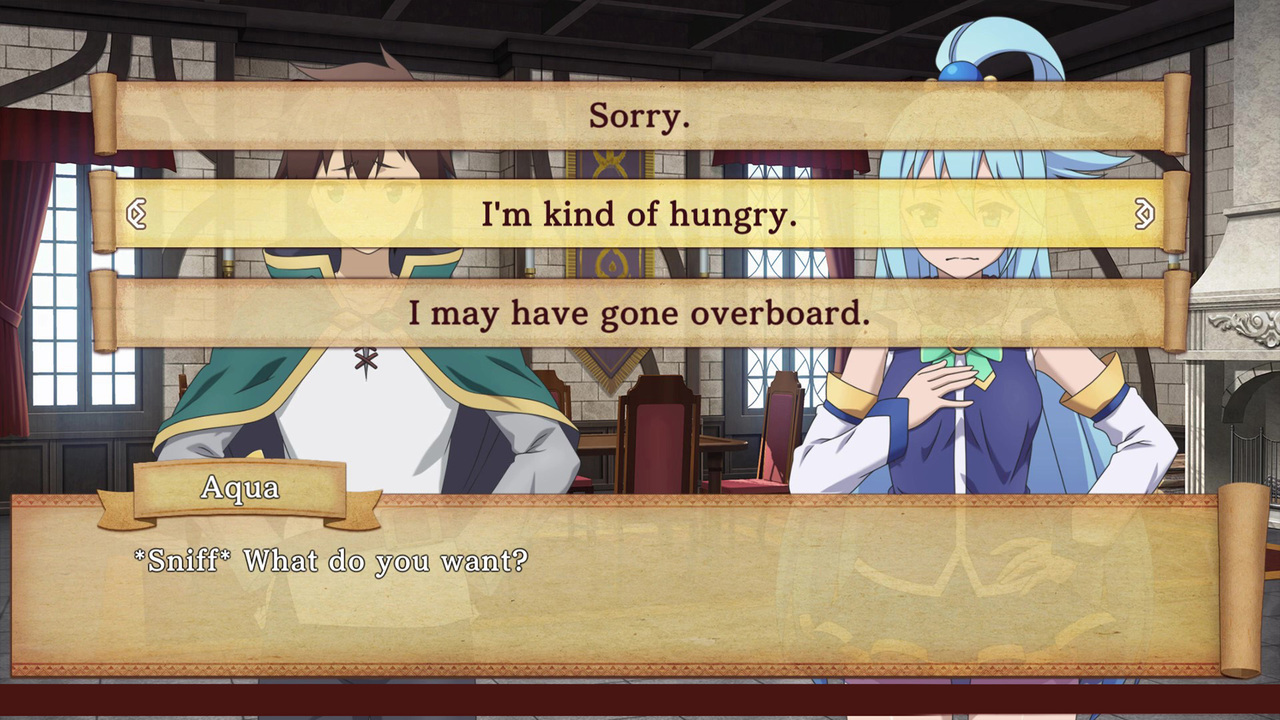 Sorry.
I'm kind of hungry.
I may have gone overboard.
Aqua
*Sniff* What do you want?